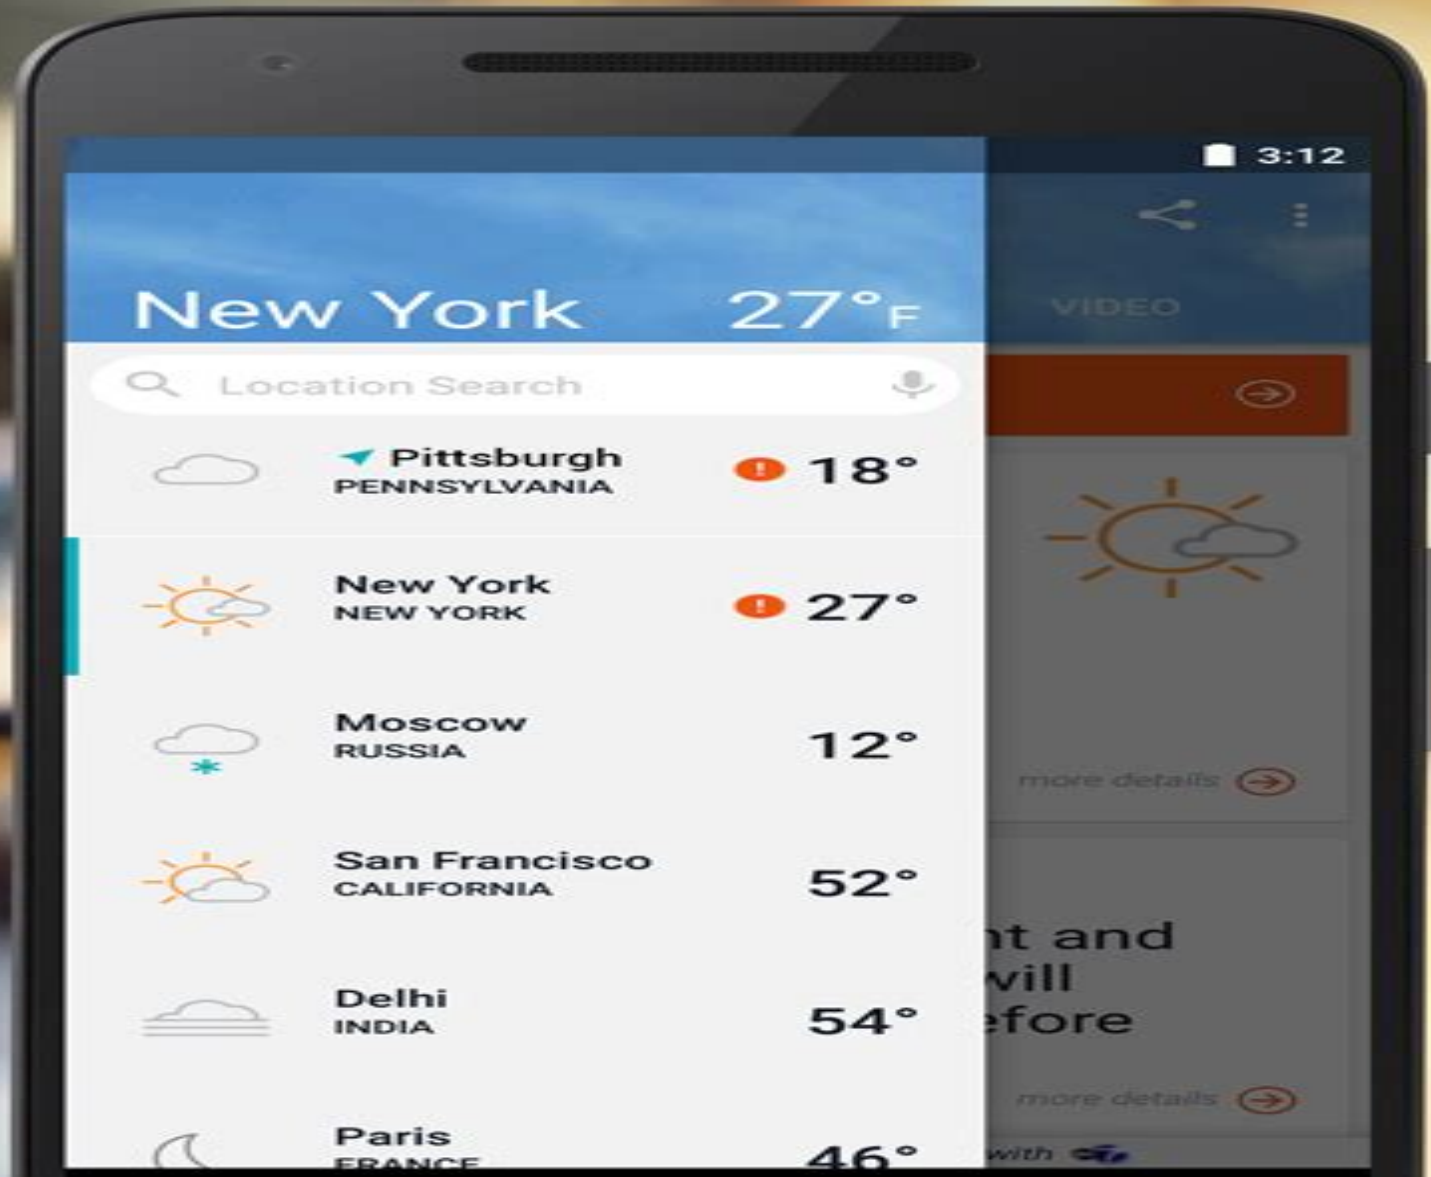 3:12
New York 27°F
VIDEO
Location Search
Pittsburgh
PENNSYLVANIA
! 18°
New York
NEW YORK
! 27°
Moscow
RUSSIA
12°
San Francisco
CALIFORNIA
52°
Delhi
INDIA
54°
Paris
FRANCE
46°
more details
nt and
will
efore
more details
with